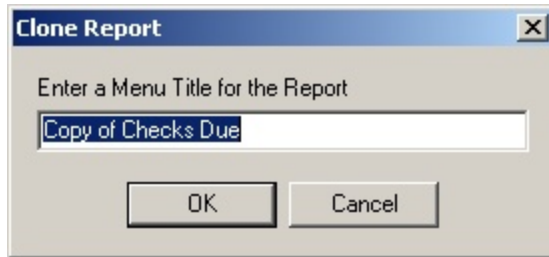 Clone Report
Enter a Menu Title for the Report
Copy of Checks Due
OK Cancel